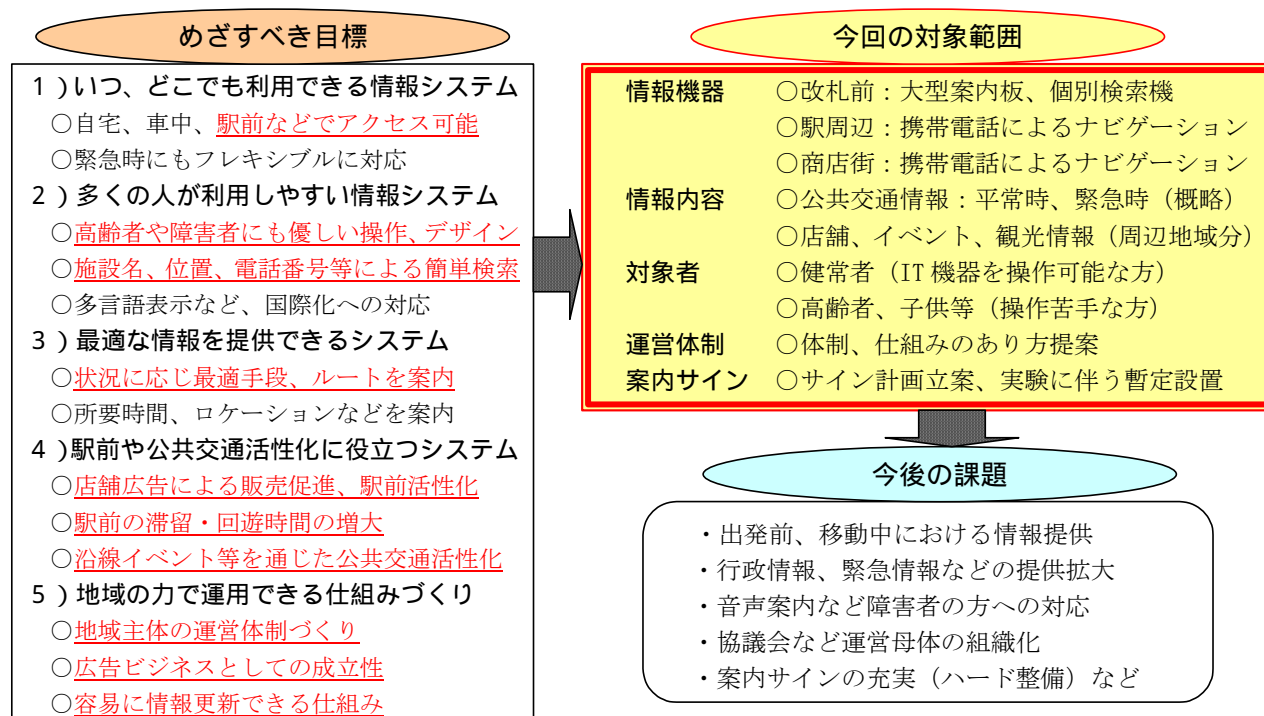 めざすべき目標
1)いつ、どこでも利用できる情報システム
○自宅、車中、駅前などでアクセス可能
○緊急時にもフレキシブルに対応
2)多くの人が利用しやすい情報システム
○高齢者や障害者にも優しい操作、デザイン
○施設名、位置、電話番号等による簡単検索
○多言語表示など、国際化への対応
3)最適な情報を提供できるシステム
○状況に応じ最適手段、ルートを案内
○所要時間、ロケーションなどを案内
4)駅前や公共交通活性化に役立つシステム
○店舗広告による販売促進、駅前活性化
○駅前の滞留・回遊時間の増大
○沿線イベント等を通じた公共交通活性化
5)地域の力で運用できる仕組みづくり
○地域主体の運営体制づくり
○広告ビジネスとしての成立性
○容易に情報更新できる仕組み
今回の対象範囲
情報機器 ○改札前：大型案内板、個別検索機
○駅周辺：携帯電話によるナビゲーション
○商店街：携帯電話によるナビゲーション
情報内容 ○公共交通情報：平常時、緊急時（概略）
○店舗、イベント、観光情報（周辺地域分）
対象者 ○健常者（IT機器を操作可能な方）
○高齢者、子供等（操作苦手な方）
運営体制 ○体制、仕組みのあり方提案
案内サイン ○サイン計画立案、実験に伴う暫定設置
今後の課題
・出発前、移動中における情報提供
・行政情報、緊急情報などの提供拡大
・音声案内など障害者の方への対応
・協議会など運営母体の組織化
・案内サインの充実（ハード整備）など